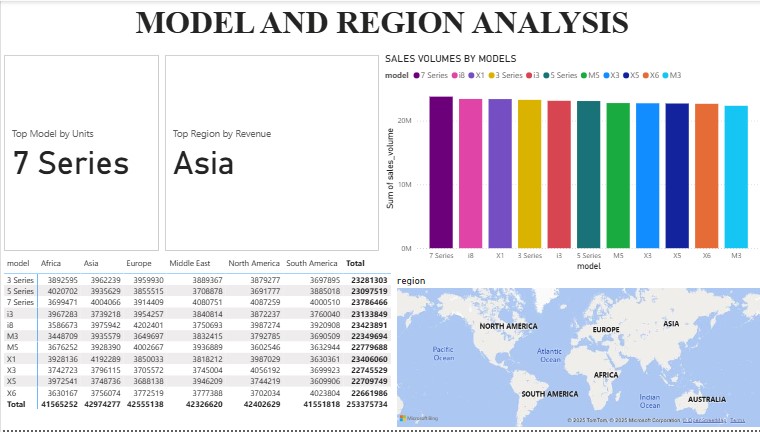 MODEL AND REGION ANALYSIS
Top Model by Units
7 Series
Top Region by Revenue
Asia
SALES VOLUMES BY MODELS
model 7 Series i8 X1 3 Series i3 5 Series M5 X3 X5 X6 M3
Sum of sales_volume
20M
10M
0M
7 Series i8 X1 3 Series i3 5 Series M5 X3 X5 X6 M3
model
model Africa Asia Europe Middle East North America South America Total
3 Series 3892595 3962239 3959930 3889367 3879277 3697895 23281303
5 Series 4020702 3935629 3855515 3708878 3691777 3885018 23097519
7 Series 3699471 4004066 3914409 4080751 4087259 4000510 23786466
i3 3967283 3739218 3954257 3840814 3872237 3760040 23133849
i8 3586673 3975940 4202401 3750693 3987274 3920908 23423891
M3 3448709 3935579 3649697 3832415 3792785 3690509 22349694
M5 3676252 3928390 4002667 3936889 3602546 3632944 22779688
X1 3928136 4192289 3850033 3818212 3987029 3630361 23406060
X3 3742723 3796115 3705572 3745004 4056192 3699923 22745529
X5 3972541 3748736 3688138 3946209 3744219 3609906 22709749
X6 3630167 3756074 3772519 3777388 3702034 4023804 22661986
Total 41565252 42974277 42555138 42326620 42402629 41551818 253375734
region
NORTH AMERICA
EUROPE
ASIA
Pacific
Ocean
Atlantic
Ocean
AFRICA
SOUTH AMERICA
Indian
Ocean
AUSTRALIA
Microsoft Bing
© 2025 TomTom, © 2025 Microsoft Corporation, © OpenStreetMap, Terms